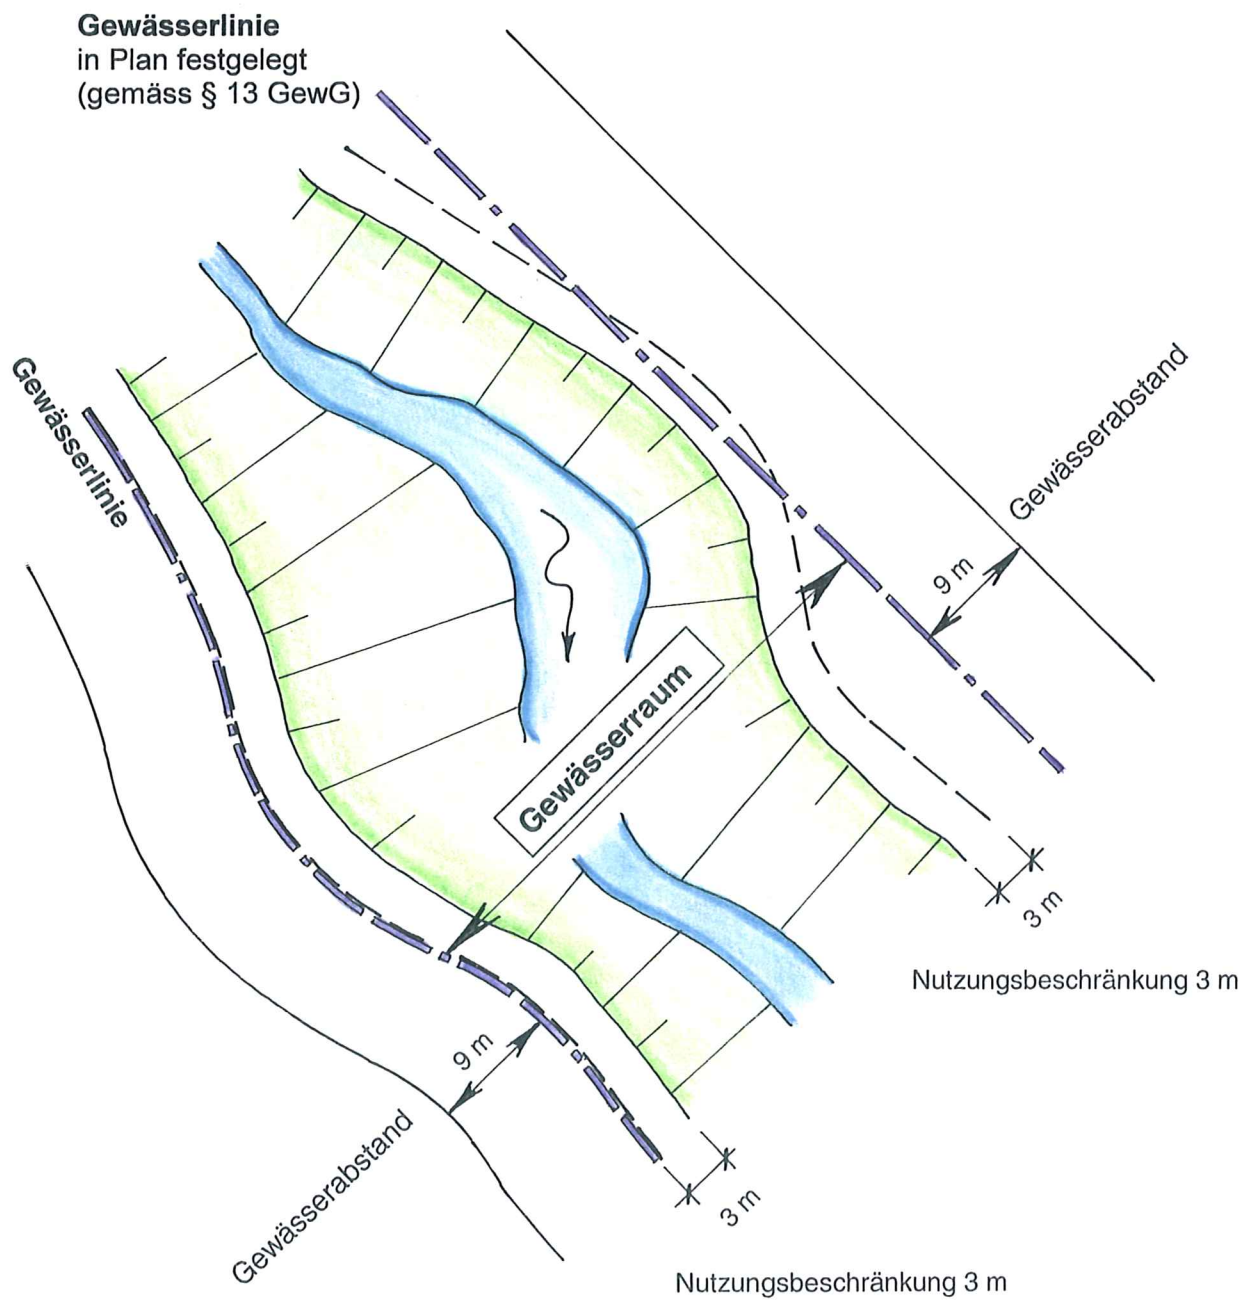 Gewässerlinie
in Plan festgelegt
(gemäss § 13 GewG)
Gewässerlinie
Gewässerabstand
9 m
Gewässerraum
3 m
Nutzungsbeschränkung 3 m
9 m
Gewässerabstand
3 m
Nutzungsbeschränkung 3 m